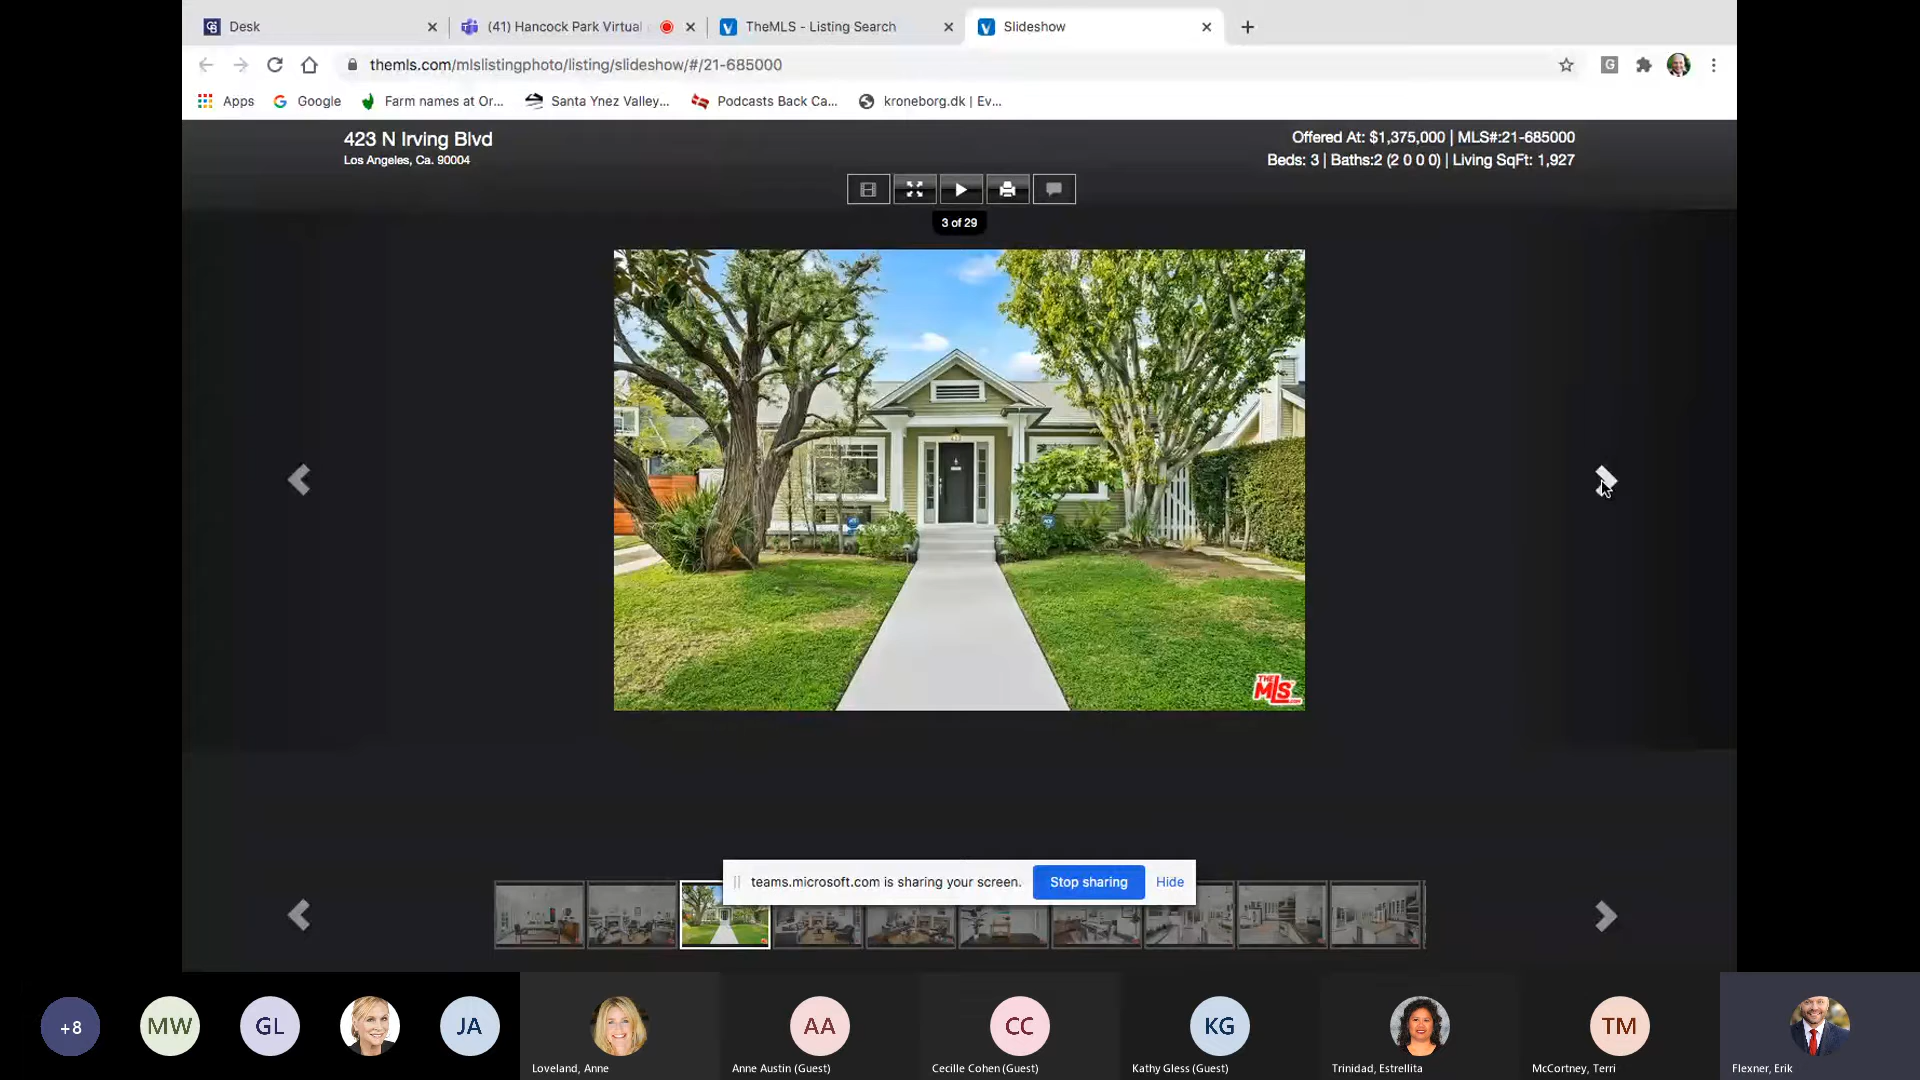 Desk
(41) Hancock Park Virtual
TheMLS - Listing Search
Slideshow
themls.com/mlslistingphoto/listing/slideshow/#/21-685000
G
Apps
Google
Farm names at Or...
Santa Ynez Valley...
Podcasts Back Ca...
kroneborg.dk | Ev...
423 N Irving Blvd
Los Angeles, Ca. 90004
Offered At: $1,375,000 | MLS#:21-685000
Beds: 3 | Baths:2 (2 0 0 0) | Living SqFt: 1,927
3 of 29
THE
MLS
.COM
teams.microsoft.com is sharing your screen.
Stop sharing
Hide
+8
MW
GL
JA
AA
CC
KG
TM
Loveland, Anne
Anne Austin (Guest)
Cecille Cohen (Guest)
Kathy Gless (Guest)
Trinidad, Estrellita
McCortney, Terri
Flexner, Erik